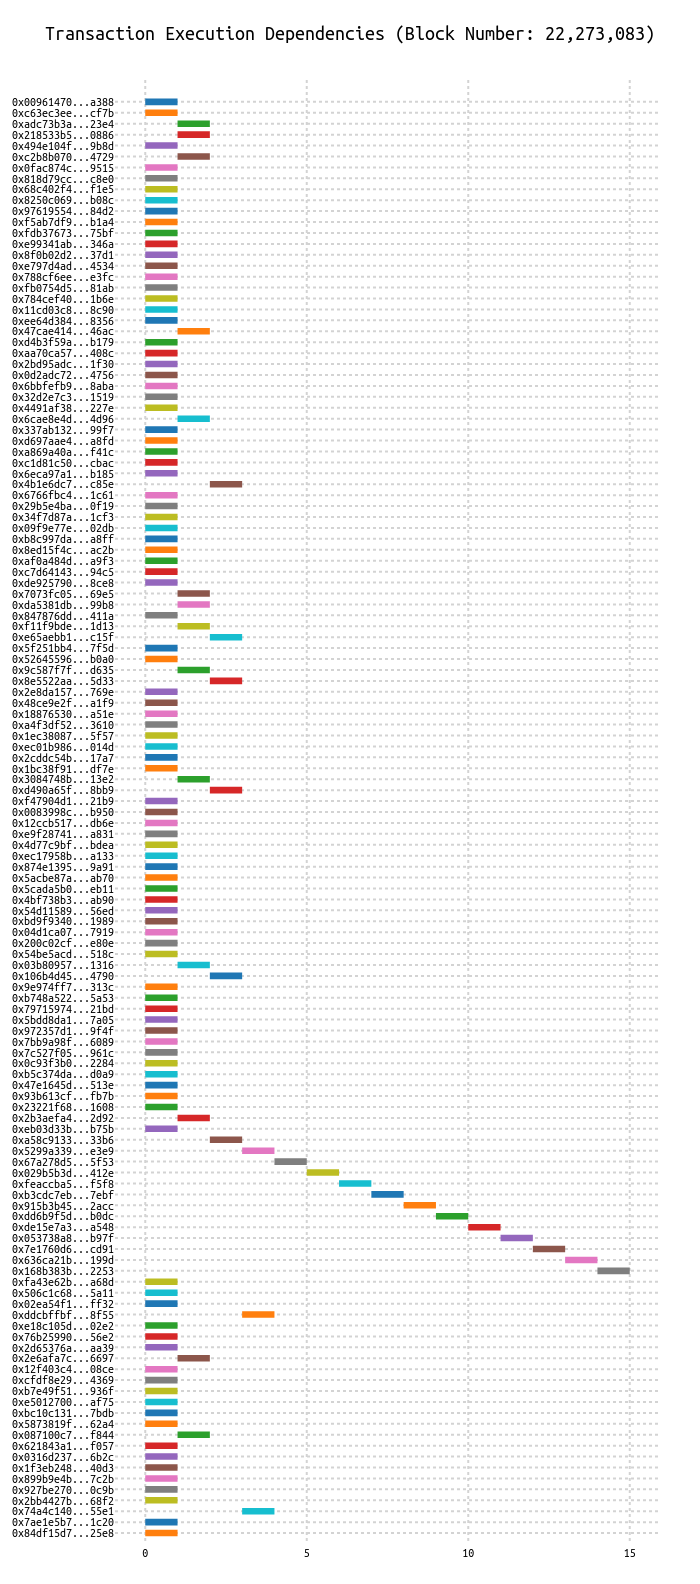 Transaction Execution Dependencies (Block Number: 22,273,083)
0x00961470...a388
0xc63ec3ee...cf7b
0xadc73b3a...23e4
0x218533b5...0886
0x494e104f...9b8d
0xc2b8b070...4729
0x0fac874c...9515
0x818d79cc...c8e0
0x68c402f4...f1e5
0x8250c069...b08c
0x97619554...84d2
0xf5ab7df9...b1a4
0xfdb37673...75bf
0xe99341ab...346a
0x8f0b02d2...37d1
0xe797d4ad...4534
0x788cf6ee...e3fc
0xfb0754d5...81ab
0x784cef40...1b6e
0x11cd03c8...8c90
0xee64d384...8356
0x47cae414...46ac
0xd4b3f59a...b179
0xaa70ca57...408c
0x2bd95adc...1f30
0x0d2adc72...4756
0x6bbfefb9...8aba
0x32d2e7c3...1519
0x4491af38...227e
0x6cae8e4d...4d96
0x337ab132...99f7
0xd697aae4...a8fd
0xa869a40a...f41c
0xc1d81c50...cbac
0x6eca97a1...b185
0x4b1e6dc7...c85e
0x6766fbc4...1c61
0x29b5e4ba...0f19
0x34f7d87a...1cf3
0x09f9e77e...02db
0xb8c997da...a8ff
0x8ed15f4c...ac2b
0xaf0a484d...a9f3
0xc7d64143...94c5
0xde925790...8ce8
0x7073fc05...69e5
0xda5381db...99b8
0x847876dd...411a
0xf11f9bde...1d13
0xe65aebb1...c15f
0x5f251bb4...7f5d
0x52645596...b0a0
0x9c587f7f...d635
0x8e5522aa...5d33
0x2e8da157...769e
0x48ce9e2f...a1f9
0x18876530...a51e
0xa4f3df52...3610
0x1ec38087...5f57
0xec01b986...014d
0x2cddc54b...17a7
0x1bc38f91...df7e
0x3084748b...13e2
0xd490a65f...8bb9
0xf47904d1...21b9
0x0083998c...b950
0x12ccb517...db6e
0xe9f28741...a831
0x4d77c9bf...bdea
0xec17958b...a133
0x874e1395...9a91
0x5acbe87a...ab70
0x5cada5b0...eb11
0x4bf738b3...ab90
0x54d11589...56ed
0xbd9f9340...1989
0x04d1ca07...7919
0x200c02cf...e80e
0x54be5acd...518c
0x03b80957...1316
0x106b4d45...4790
0x9e974ff7...313c
0xb748a522...5a53
0x79715974...21bd
0x5bdd8da1...7a05
0x972357d1...9f4f
0x7bb9a98f...6089
0x7c527f05...961c
0x0c93f3b0...2284
0xb5c374da...d0a9
0x47e1645d...513e
0x93b613cf...fb7b
0x23221f68...1608
0x2b3aefa4...2d92
0xeb03d33b...b75b
0xa58c9133...33b6
0x5299a339...e3e9
0x67a278d5...5f53
0x029b5b3d...412e
0xfeaccba5...f5f8
0xb3cdc7eb...7ebf
0x915b3b45...2acc
0xdd6b9f5d...b0dc
0xde15e7a3...a548
0x053738a8...b97f
0x7e1760d6...cd91
0x636ca21b...199d
0x168b383b...2253
0xfa43e62b...a68d
0x506c1c68...5a11
0x02ea54f1...ff32
0xddcbffbf...8f55
0xe18c105d...02e2
0x76b25990...56e2
0x2d65376a...aa39
0x2e6afa7c...6697
0x12f403c4...08ce
0xcfdf8e29...4369
0xb7e49f51...936f
0xe5012700...af75
0xbc10c131...7bdb
0x5873819f...62a4
0x087100c7...f844
0x621843a1...f057
0x0316d237...6b2c
0x1f3eb248...40d3
0x899b9e4b...7c2b
0x927be270...0c9b
0x2bb4427b...68f2
0x74a4c140...55e1
0x7ae1e5b7...1c20
0x84df15d7...25e8
0 5 10 15